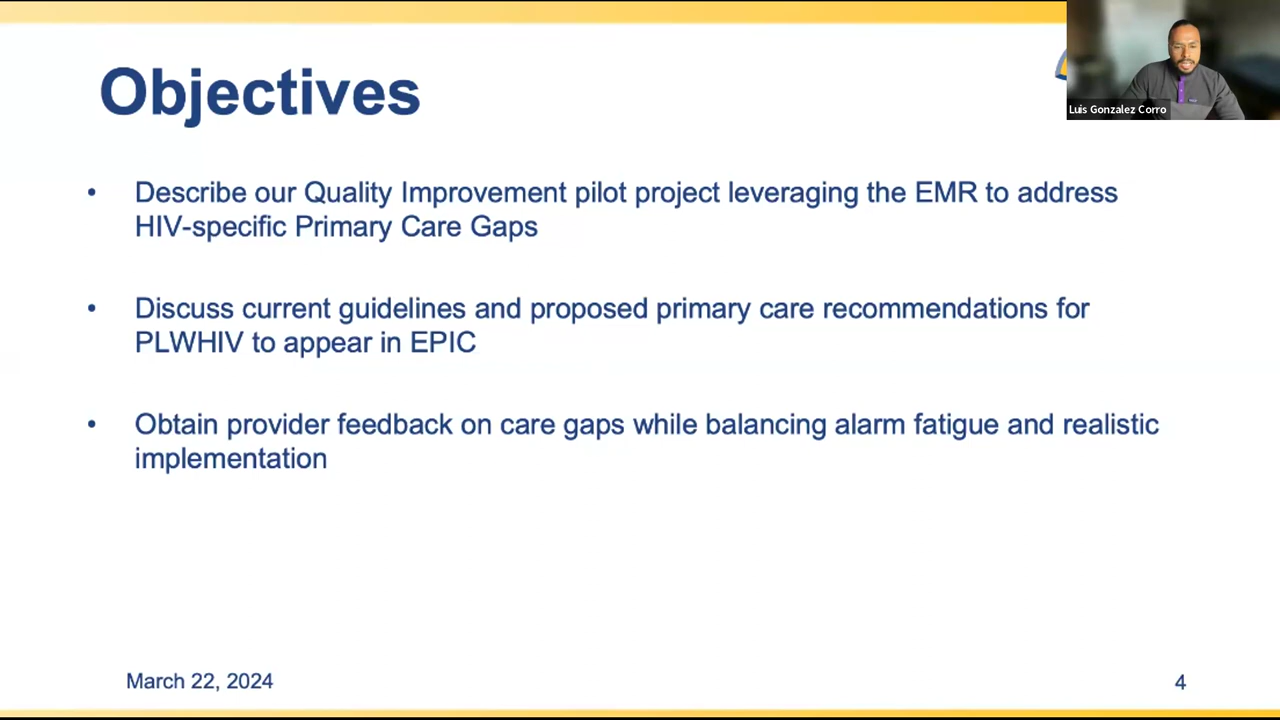 Objectives
Luis Gonzalez Corro
• Describe our Quality Improvement pilot project leveraging the EMR to address
HIV-specific Primary Care Gaps
• Discuss current guidelines and proposed primary care recommendations for
PLWHIV to appear in EPIC
• Obtain provider feedback on care gaps while balancing alarm fatigue and realistic
implementation
March 22, 2024
4